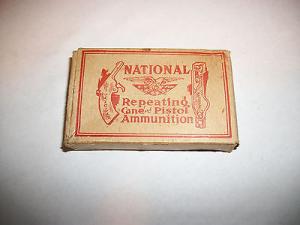 NATIONAL
Repeating
Cane and Pistol
Ammunition